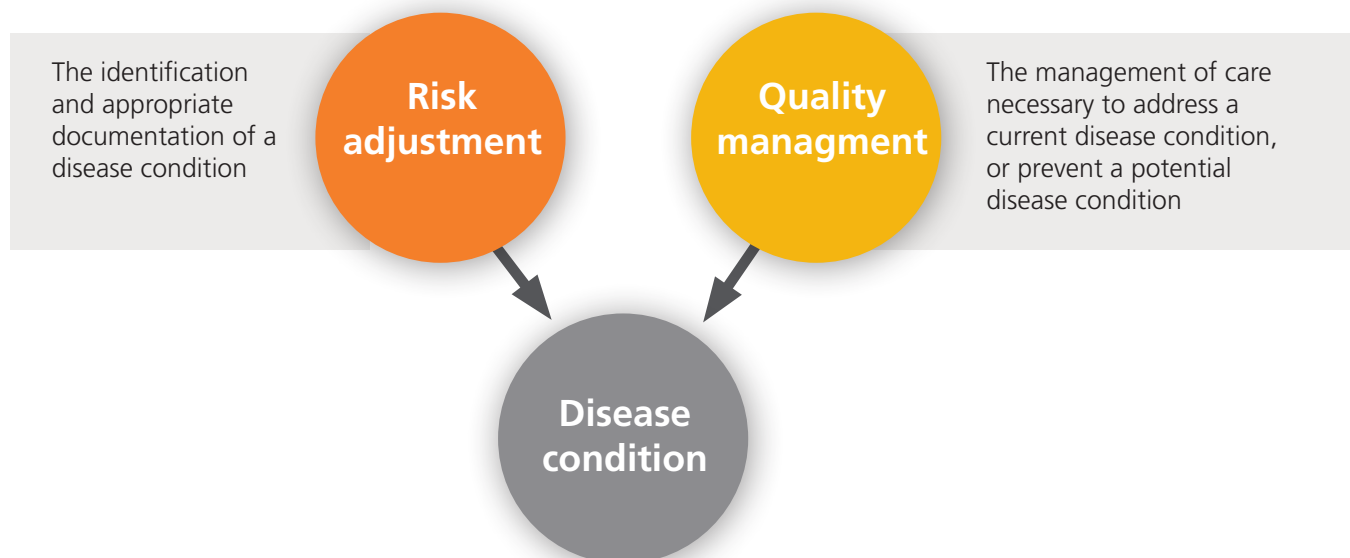 The identification
and appropriate
documentation of a
disease condition
Risk
adjustment
Quality
managment
The management of care
necessary to address a
current disease condition,
or prevent a potential
disease condition
Disease
condition